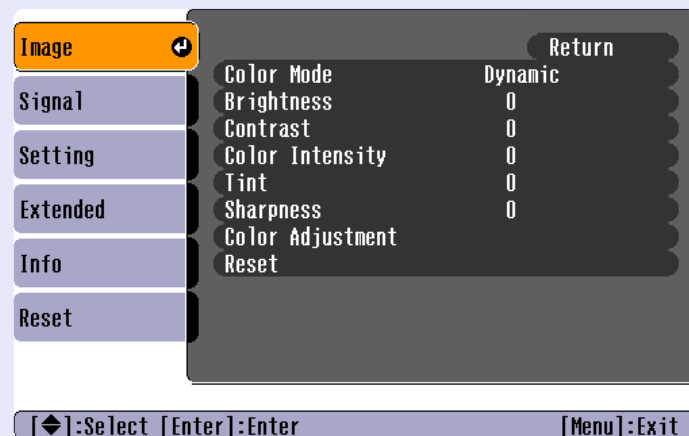 Image
Signal
Setting
Extended
Info
Reset
Return
Color Mode Dynamic
Brightness 0
Contrast 0
Color Intensity 0
Tint 0
Sharpness 0
Color Adjustment
Reset
[◆]:Select [Enter]:Enter [Menu]:Exit